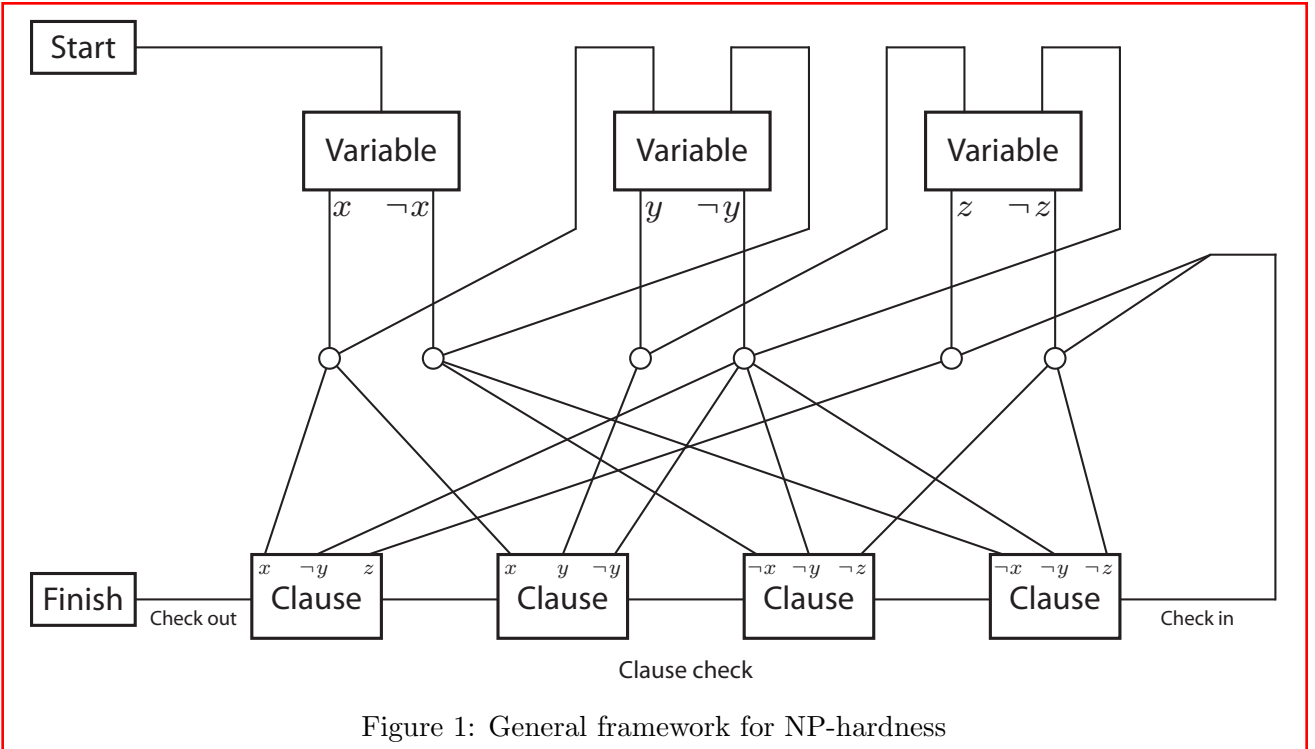 Start
Variable
Variable
Variable
x ¬x
y ¬y
z ¬z
x ¬y z
x y ¬y
¬x ¬y ¬z
¬x ¬y ¬z
Finish
Check out
Clause
Clause
Clause
Clause
Check in
Clause check
Figure 1: General framework for NP-hardness